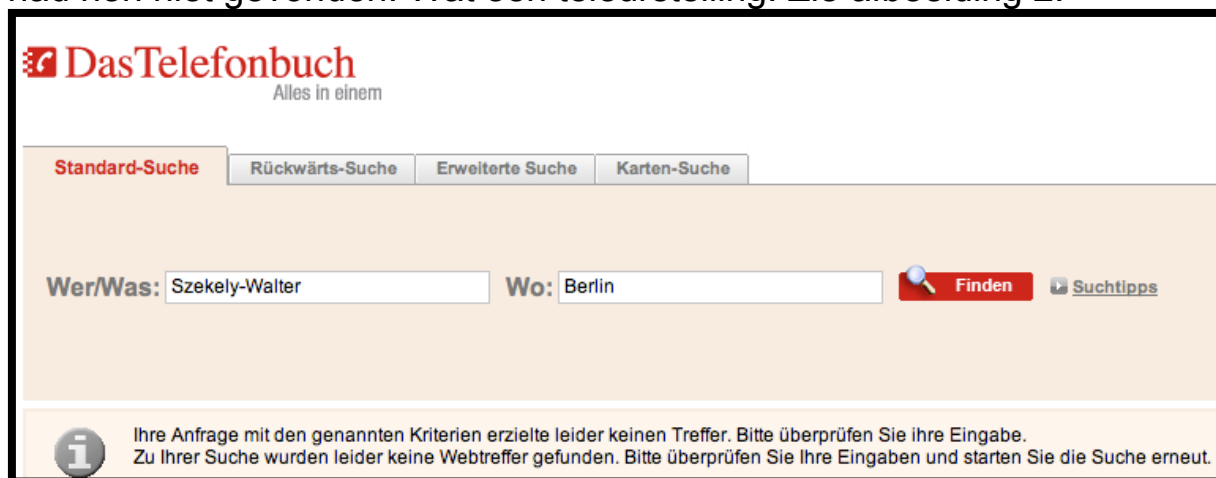 DasTelefonbuch
Alles in einem
Standard-Suche Rückwärts-Suche Erweiterte Suche Karten-Suche
Wer/Was: Szekely-Walter Wo: Berlin Finden Suchtipps
Ihre Anfrage mit den genannten Kriterien erzielte leider keinen Treffer. Bitte überprüfen Sie ihre Eingabe.
Zu Ihrer Suche wurden leider keine Webtreffer gefunden. Bitte überprüfen Sie Ihre Eingaben und starten Sie die Suche erneut.